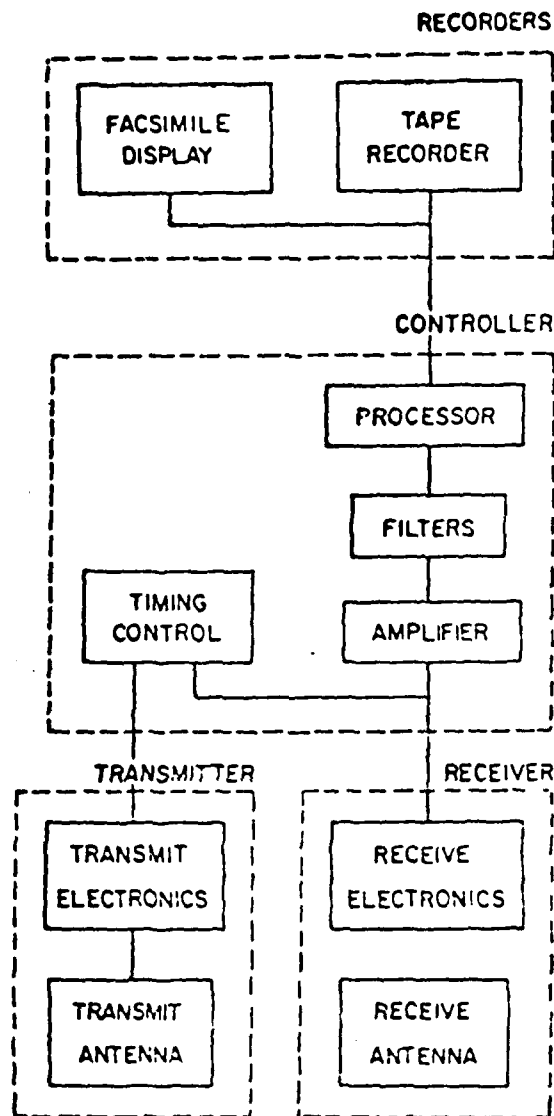 RECORDERS
FACSIMILE
DISPLAY
TAPE
RECORDER
CONTROLLER
PROCESSOR
FILTERS
TIMING
CONTROL
AMPLIFIER
TRANSMITTER
RECEIVER
TRANSMIT
ELECTRONICS
RECEIVE
ELECTRONICS
TRANSMIT
ANTENNA
RECEIVE
ANTENNA